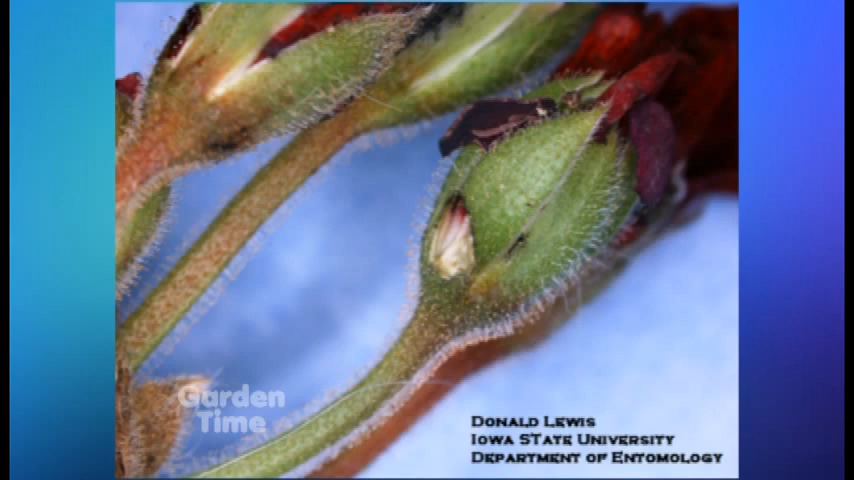 Garden
Time
Donald Lewis
Iowa State University
Department of Entomology